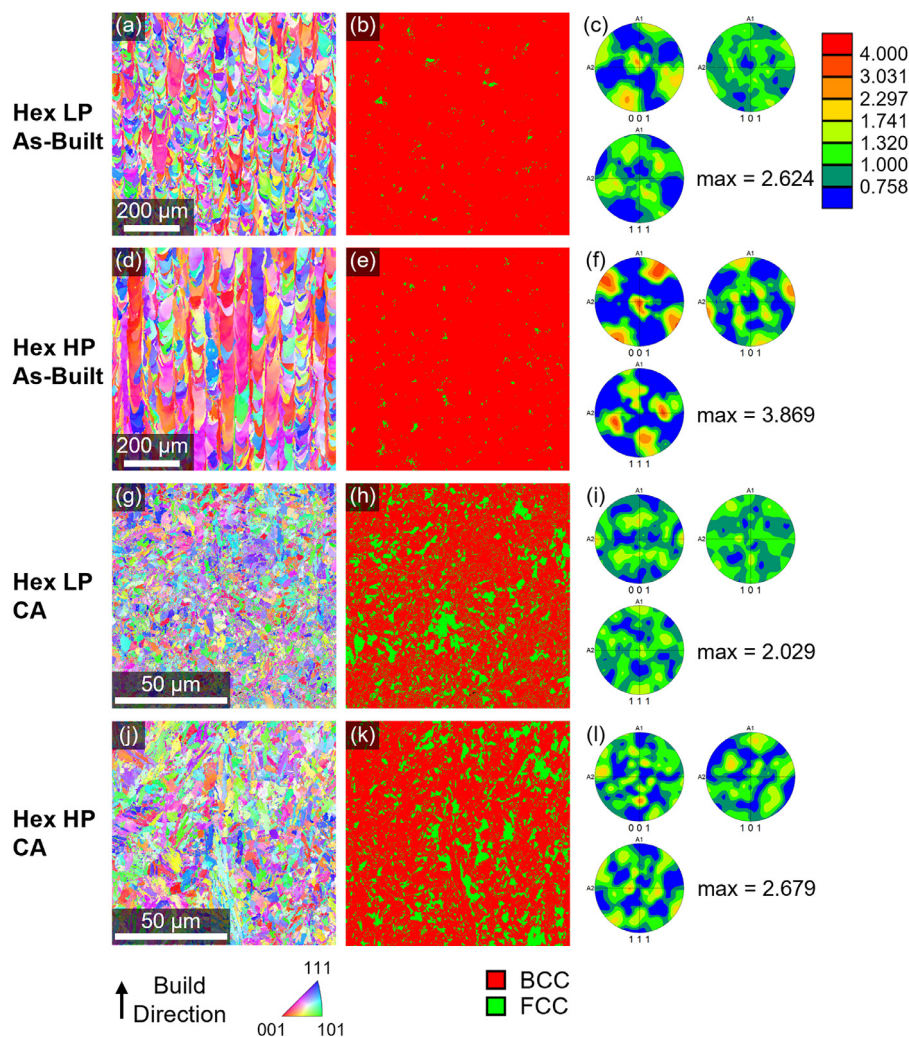 (a)
(b)
(c)
A1
A2
0 0 1
A1
A2
1 0 1
4.000
3.031
2.297
1.741
1.320
1.000
0.758
Hex LP
As-Built
200 µm
A1
A2
1 1 1
max = 2.624
(d)
(e)
(f)
A1
A2
0 0 1
A1
A2
1 0 1
Hex HP
As-Built
200 µm
A1
A2
1 1 1
max = 3.869
(g)
(h)
(i)
A1
A2
0 0 1
A1
A2
1 0 1
Hex LP
CA
50 µm
A1
A2
1 1 1
max = 2.029
(j)
(k)
(l)
A1
A2
0 0 1
A1
A2
1 0 1
Hex HP
CA
50 µm
A1
A2
1 1 1
max = 2.679
Build
Direction
111
001
101
BCC
FCC